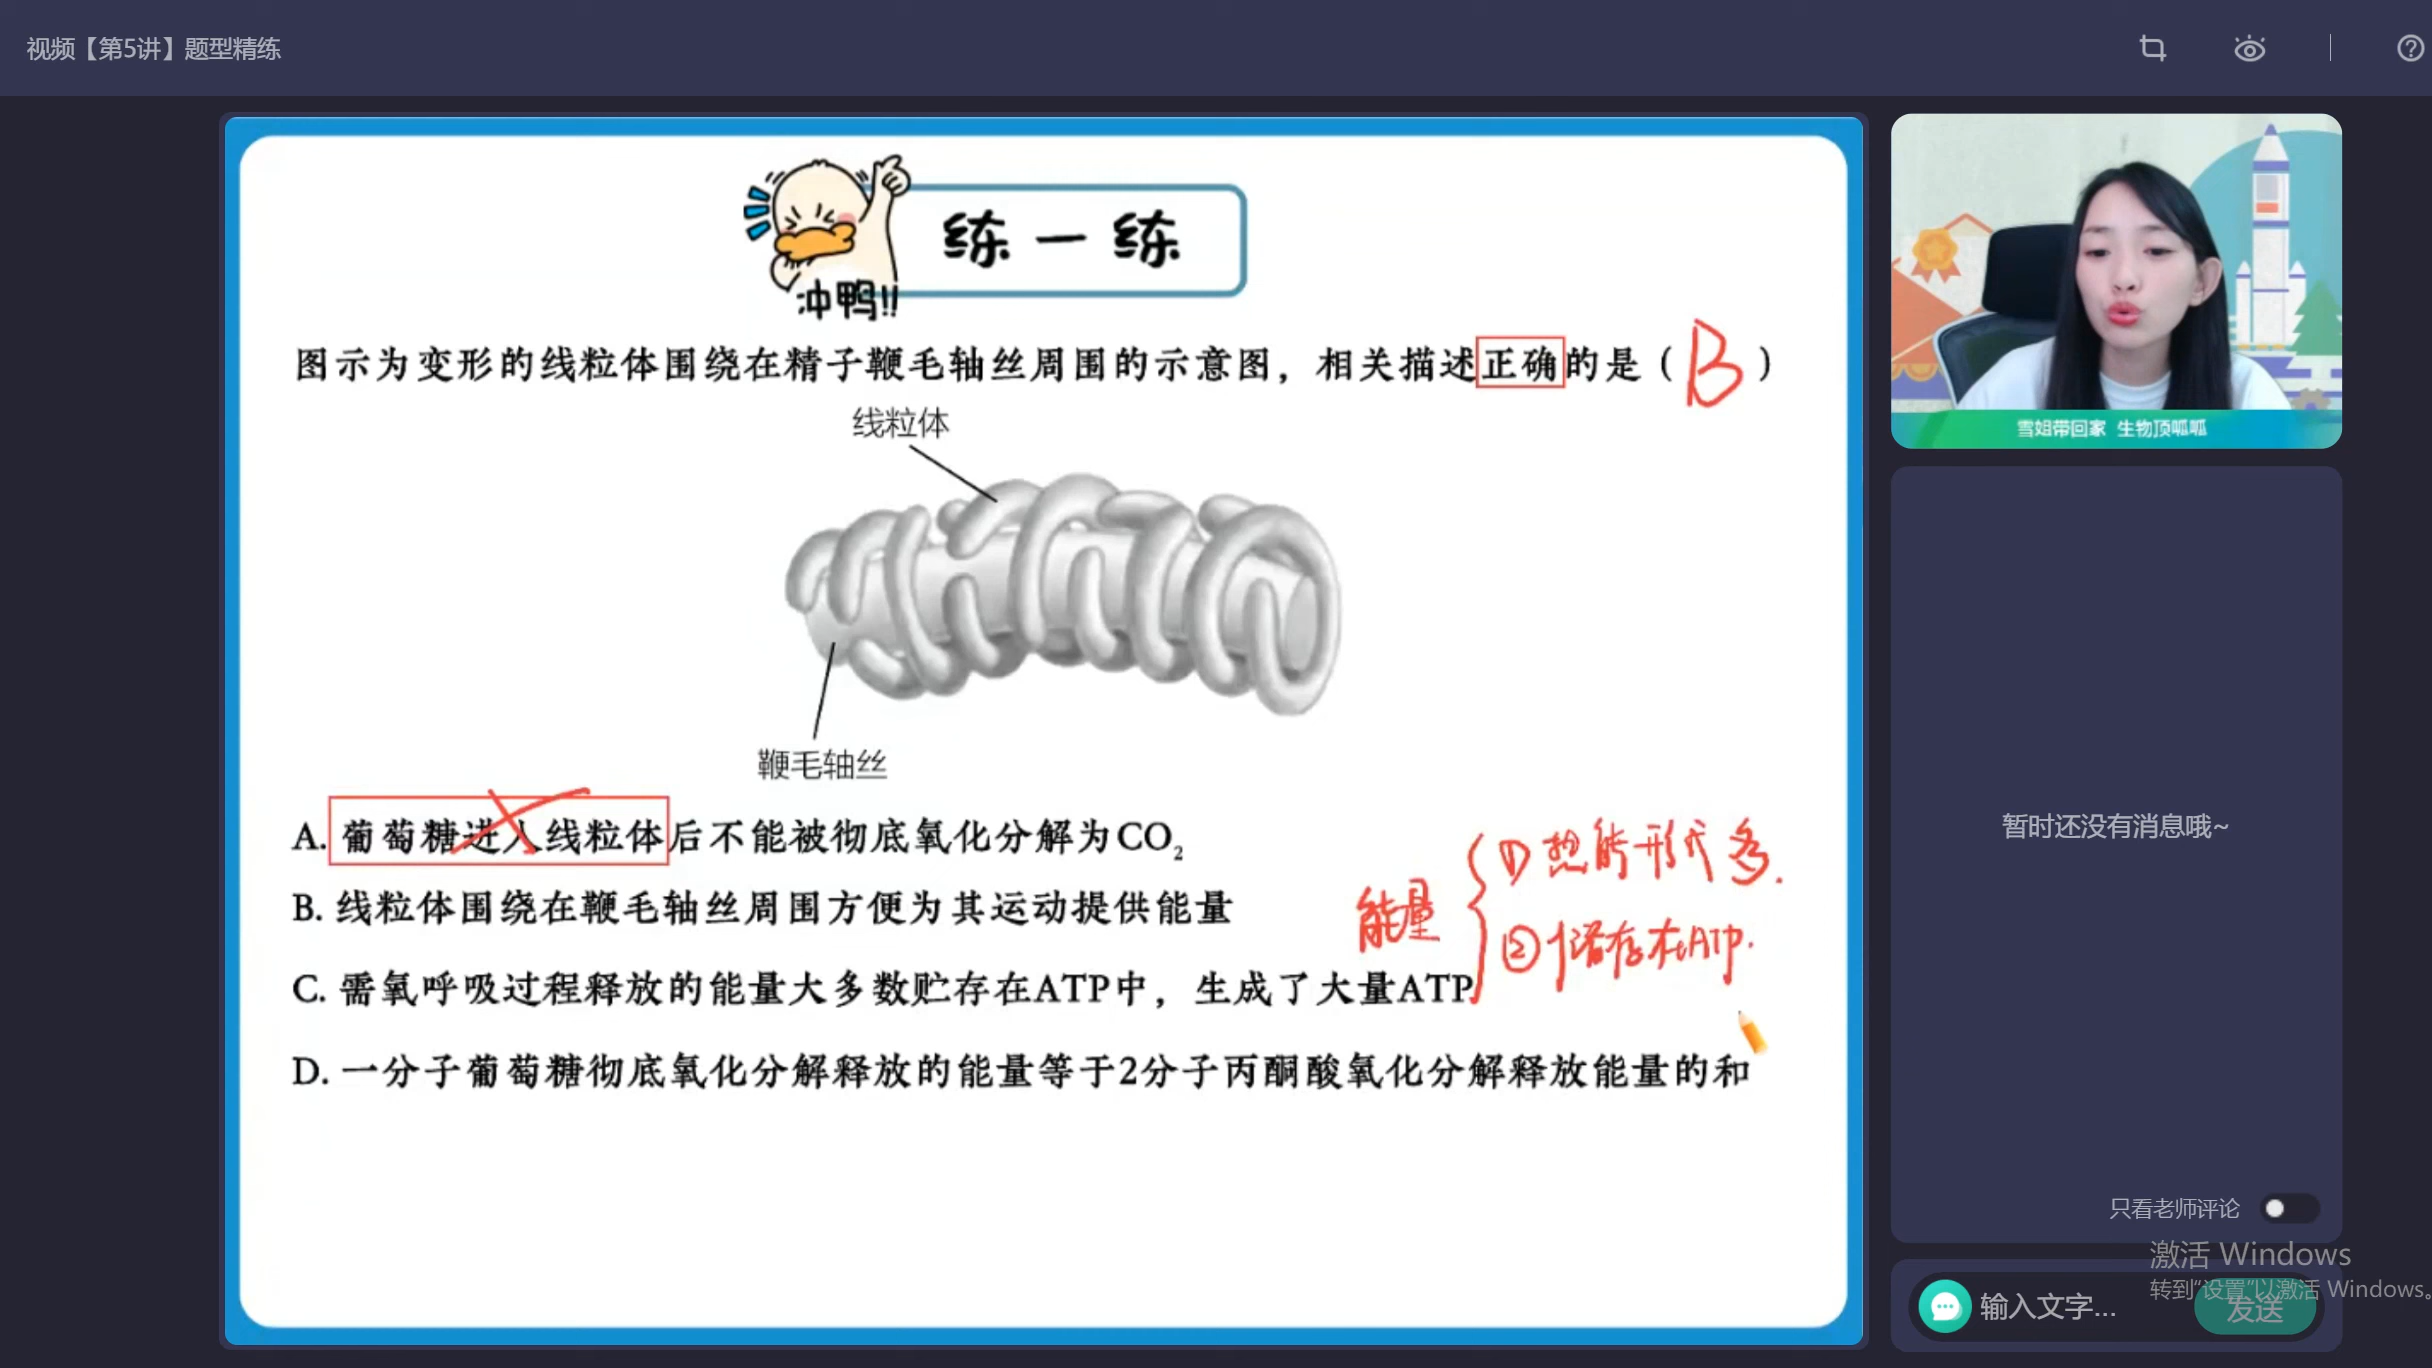 视频【第5讲】题型精练
练一练
冲鸭!!
图示为变形的线粒体围绕在精子鞭毛轴丝周围的示意图，相关描述正确的是（B）
线粒体
鞭毛轴丝
A. 葡萄糖进入线粒体后不能被彻底氧化分解为CO₂
B. 线粒体围绕在鞭毛轴丝周围方便为其运动提供能量
C. 需氧呼吸过程释放的能量大多数贮存在ATP中，生成了大量ATP
D. 一分子葡萄糖彻底氧化分解释放的能量等于2分子丙酮酸氧化分解释放能量的和
能量
①热能形式多.
②储存在ATP.
雪姐带回家 生物顶呱呱
暂时还没有消息哦~
只看老师评论
激活 Windows
转到“设置”以激活 Windows。
输入文字...
发送